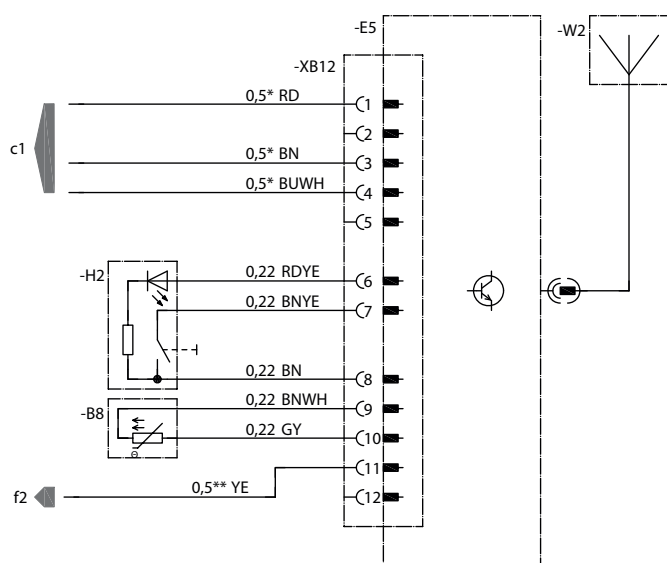 -E5
-W2
-XB12
c1
0,5* RD
1
2
0,5* BN
3
0,5* BUWH
4
5
-H2
0,22 RDYE
6
0,22 BNYE
7
0,22 BN
8
-B8
0,22 BNWH
9
0,22 GY
10
11
f2
0,5** YE
12